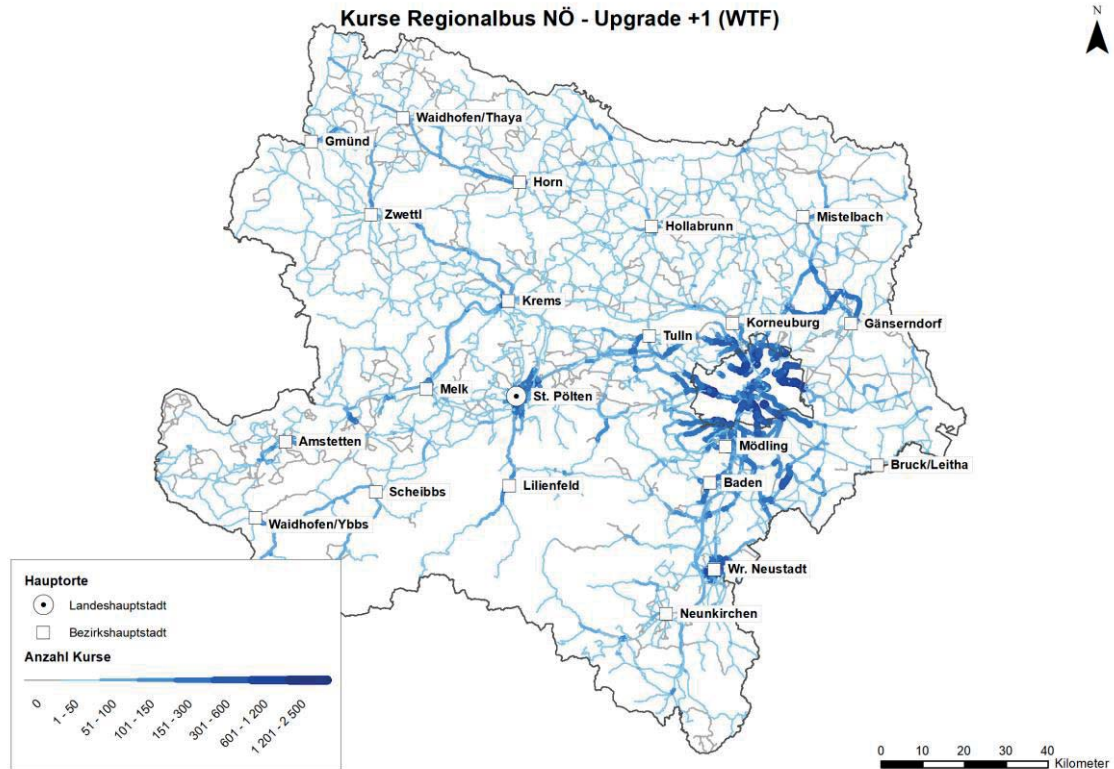 Kurse Regionalbus NÖ - Upgrade +1 (WTF)
N
Waidhofen/Thaya
Gmünd
Horn
Zwettl
Mistelbach
Hollabrunn
Krems
Korneuburg
Gänserndorf
Tulln
Melk
St. Pölten
Amstetten
Mödling
Bruck/Leitha
Baden
Lilienfeld
Scheibbs
Waidhofen/Ybbs
Wr. Neustadt
Neunkirchen
Hauptorte
Landeshauptstadt
Bezirkshauptstadt
Anzahl Kurse
0
1 - 50
51 - 100
101 - 150
151 - 300
301 - 600
601 - 1 200
1 201 - 2 500
0 10 20 30 40
Kilometer